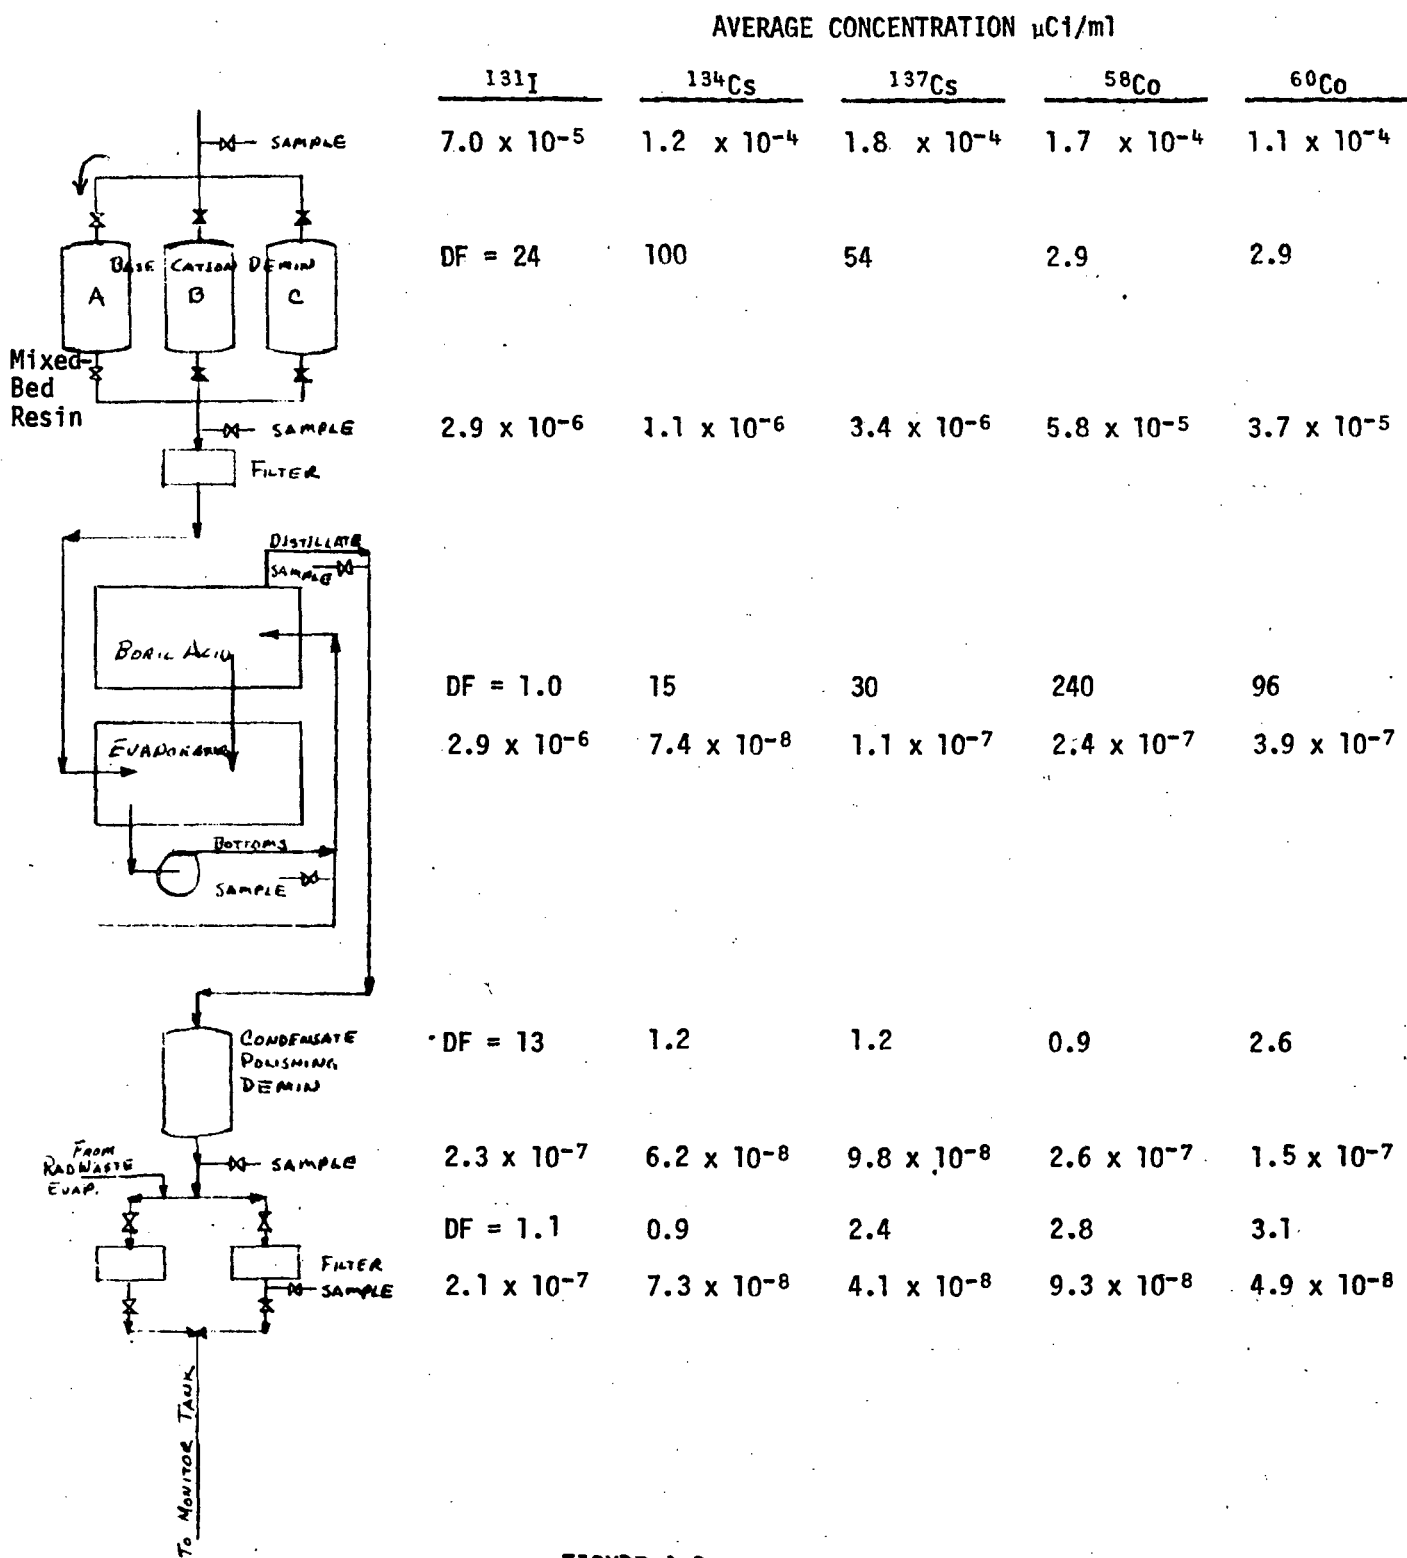 AVERAGE CONCENTRATION µCi/ml
¹³¹I ¹³⁴Cs ¹³⁷Cs ⁵⁸Co ⁶⁰Co
SAMPLE 7.0 x 10⁻⁵ 1.2 x 10⁻⁴ 1.8 x 10⁻⁴ 1.7 x 10⁻⁴ 1.1 x 10⁻⁴
BASE CATION DEMIN DF = 24 100 54 2.9 2.9
A B C
Mixed-
Bed
Resin
SAMPLE 2.9 x 10⁻⁶ 1.1 x 10⁻⁶ 3.4 x 10⁻⁶ 5.8 x 10⁻⁵ 3.7 x 10⁻⁵
FILTER
DISTILLATE
SAMPLE
BORIC ACID
DF = 1.0 15 30 240 96
EVAPORATOR 2.9 x 10⁻⁶ 7.4 x 10⁻⁸ 1.1 x 10⁻⁷ 2.4 x 10⁻⁷ 3.9 x 10⁻⁷
BOTTOMS
SAMPLE
CONDENSATE DF = 13 1.2 1.2 0.9 2.6
POLISHING
DEMIN
FROM
RADWASTE
EVAP.
SAMPLE 2.3 x 10⁻⁷ 6.2 x 10⁻⁸ 9.8 x 10⁻⁸ 2.6 x 10⁻⁷ 1.5 x 10⁻⁷
DF = 1.1 0.9 2.4 2.8 3.1
FILTER
SAMPLE 2.1 x 10⁻⁷ 7.3 x 10⁻⁸ 4.1 x 10⁻⁸ 9.3 x 10⁻⁸ 4.9 x 10⁻⁸
TO MONITOR TANK